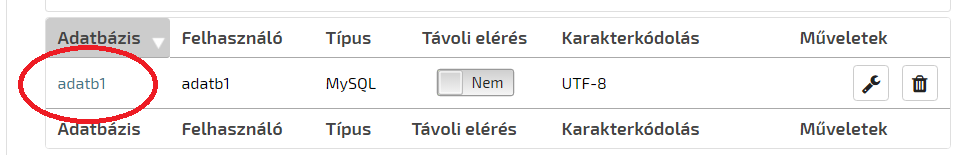 Adatbázis Felhasználó Típus Távoli elérés Karakterkódolás Műveletek
adatb1 adatb1 MySQL Nem UTF-8
Adatbázis Felhasználó Típus Távoli elérés Karakterkódolás Műveletek